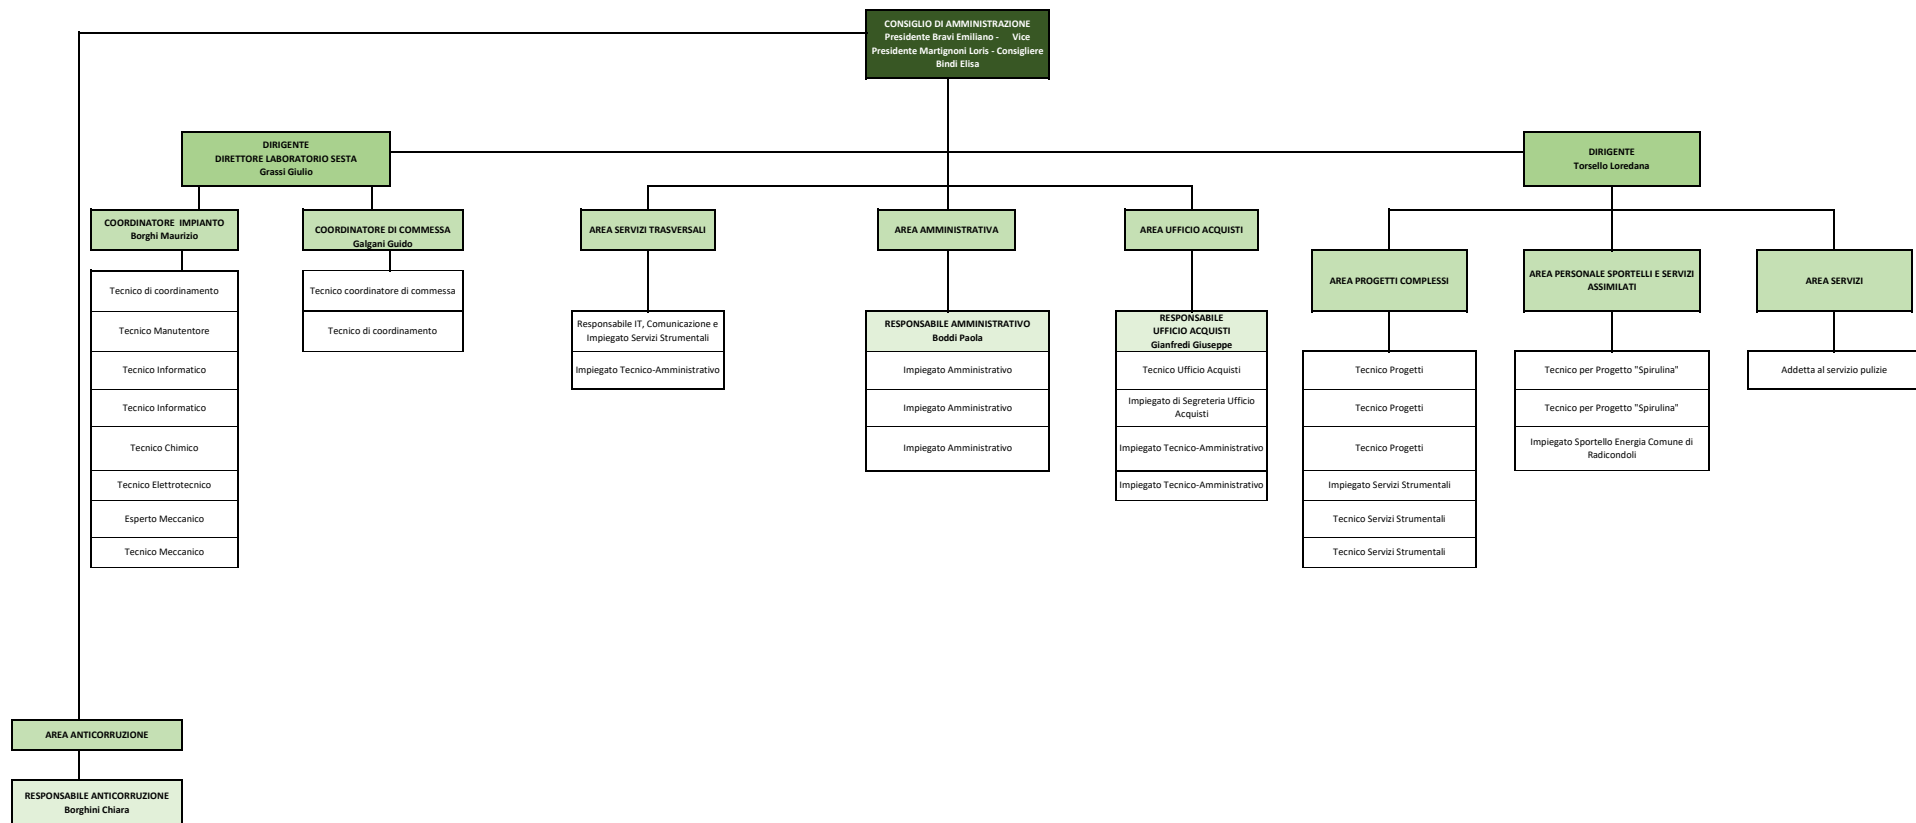 CONSIGLIO DI AMMINISTRAZIONE
Presidente Bravi Emiliano - Vice
Presidente Martignoni Loris - Consigliere
Bindi Elisa
DIRIGENTE
DIRETTORE LABORATORIO SESTA
Grassi Giulio
DIRIGENTE
Torsello Loredana
COORDINATORE IMPIANTO
Borghi Maurizio
COORDINATORE DI COMMESSA
Galgani Guido
AREA SERVIZI TRASVERSALI
AREA AMMINISTRATIVA
AREA UFFICIO ACQUISTI
AREA PROGETTI COMPLESSI
AREA PERSONALE SPORTELLI E SERVIZI
ASSIMILATI
AREA SERVIZI
Tecnico di coordinamento
Tecnico Manutentore
Tecnico Informatico
Tecnico Informatico
Tecnico Chimico
Tecnico Elettrotecnico
Esperto Meccanico
Tecnico Meccanico
Tecnico coordinatore di commessa
Tecnico di coordinamento
Responsabile IT, Comunicazione e
Impiegato Servizi Strumentali
Impiegato Tecnico-Amministrativo
RESPONSABILE AMMINISTRATIVO
Boddi Paola
Impiegato Amministrativo
Impiegato Amministrativo
Impiegato Amministrativo
RESPONSABILE
UFFICIO ACQUISTI
Gianfredi Giuseppe
Tecnico Ufficio Acquisti
Impiegato di Segreteria Ufficio
Acquisti
Impiegato Tecnico-Amministrativo
Impiegato Tecnico-Amministrativo
Tecnico Progetti
Tecnico Progetti
Tecnico Progetti
Impiegato Servizi Strumentali
Tecnico Servizi Strumentali
Tecnico Servizi Strumentali
Tecnico per Progetto "Spirulina"
Tecnico per Progetto "Spirulina"
Impiegato Sportello Energia Comune di
Radicondoli
Addetta al servizio pulizie
AREA ANTICORRUZIONE
RESPONSABILE ANTICORRUZIONE
Borghini Chiara